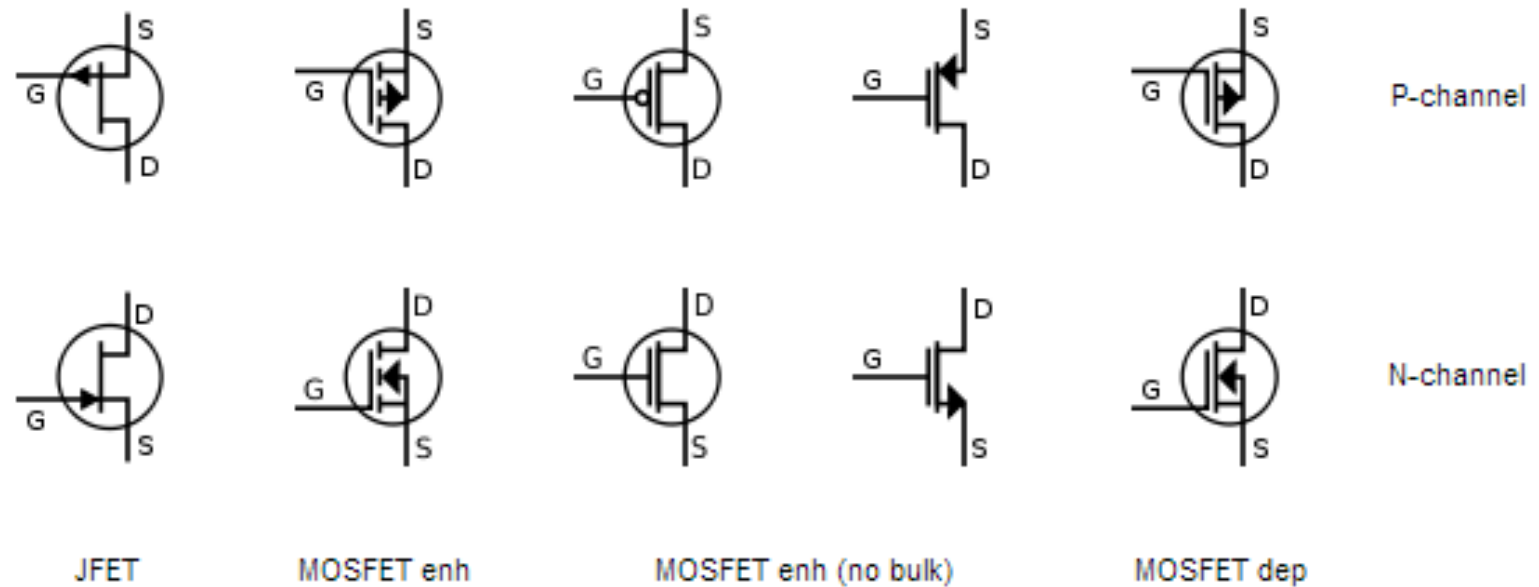 S S S S S
G G G G G P-channel
D D D D D
D D D D D
G G G G G N-channel
S S S S S
JFET MOSFET enh MOSFET enh (no bulk) MOSFET dep